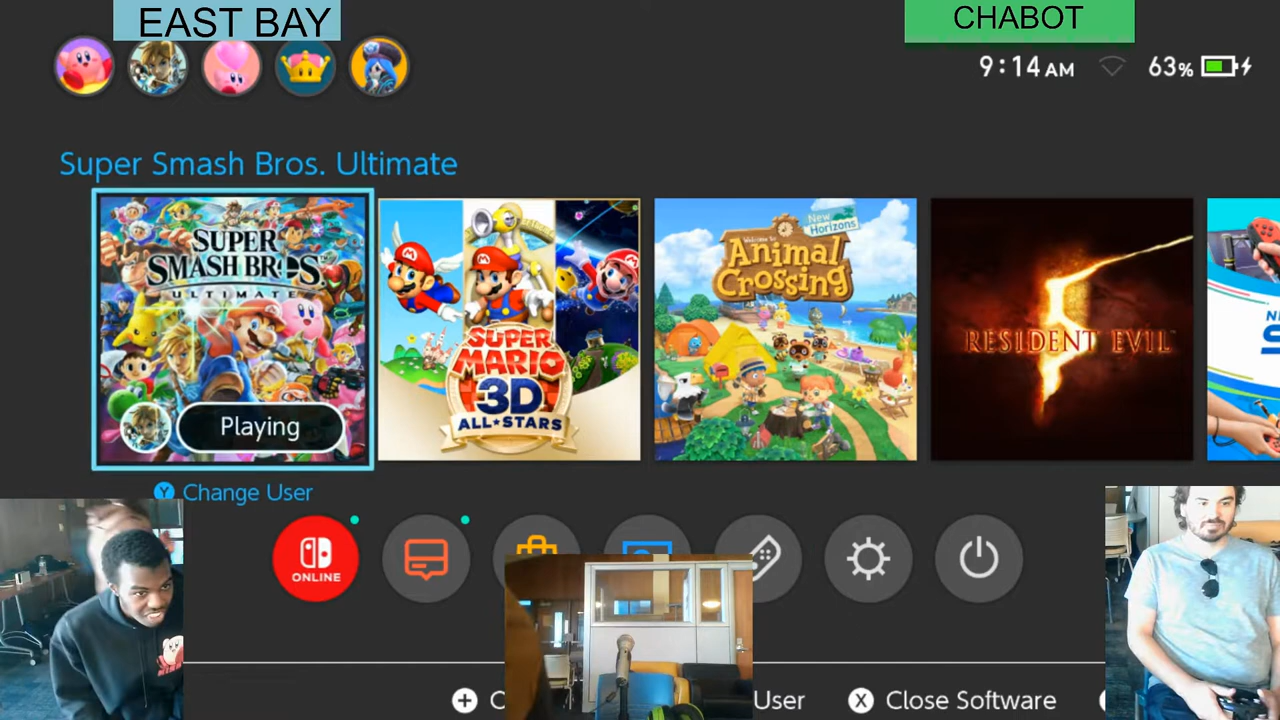 EAST BAY
CHABOT
9:14 AM
63%
Super Smash Bros. Ultimate
SUPER
SMASH BROS.
ULTIMATE
Playing
SUPER
MARIO
3D
ALL★STARS
Welcome to
New
Horizons
Animal
Crossing
RESIDENT EVIL
5
Y Change User
ONLINE
+
User
X Close Software